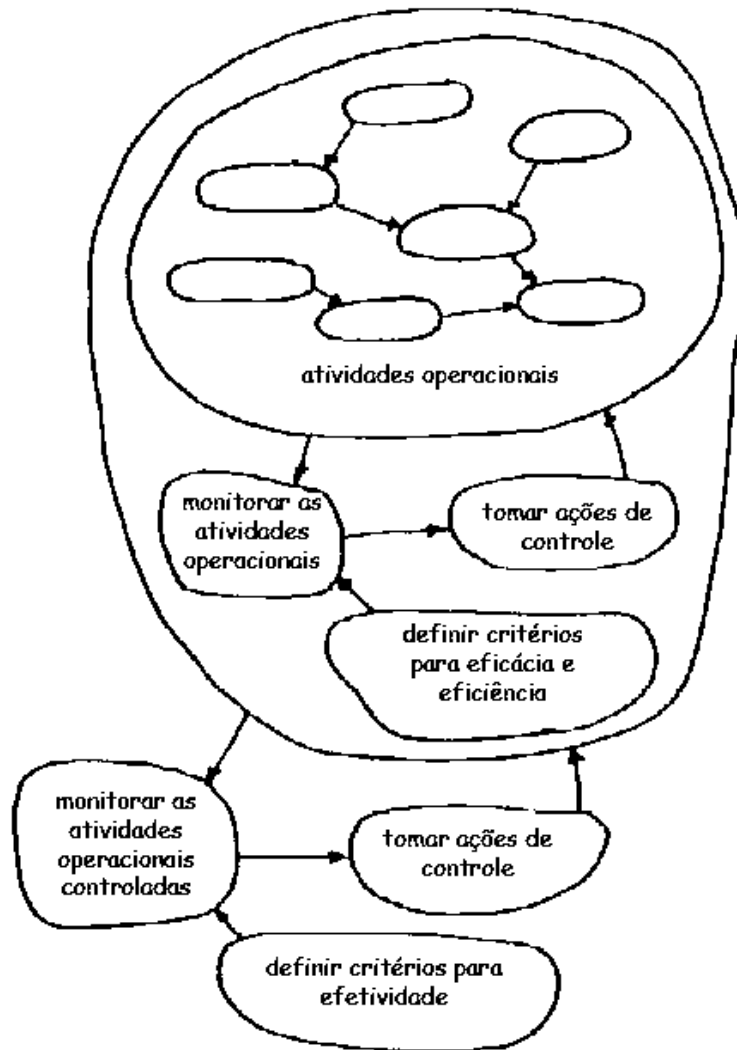 atividades operacionais
monitorar as
atividades
operacionais
tomar ações de
controle
definir critérios
para eficácia e
eficiência
monitorar as
atividades
operacionais
controladas
tomar ações de
controle
definir critérios para
efetividade